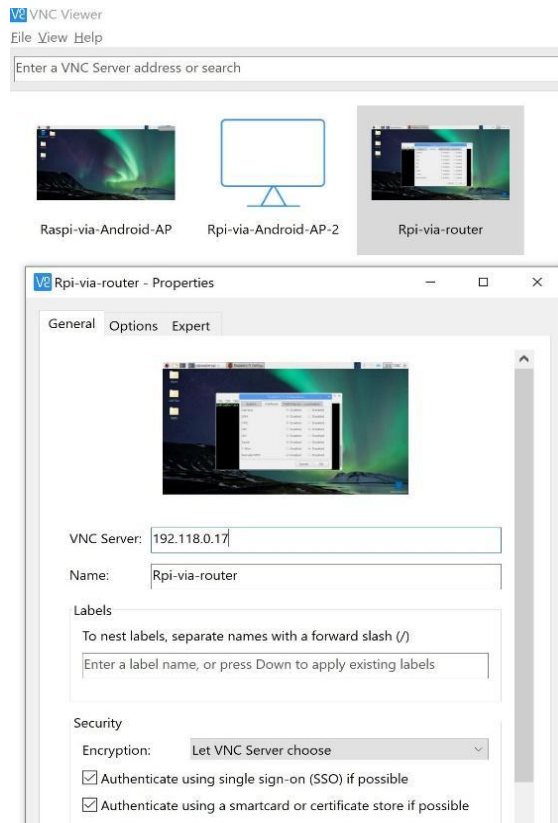 VNC Viewer
File View Help
Enter a VNC Server address or search
Raspi-via-Android-AP Rpi-via-Android-AP-2 Rpi-via-router
Rpi-via-router - Properties
General Options Expert
VNC Server: 192.118.0.17
Name: Rpi-via-router
Labels
To nest labels, separate names with a forward slash (/)
Enter a label name, or press Down to apply existing labels
Security
Encryption: Let VNC Server choose
Authenticate using single sign-on (SSO) if possible
Authenticate using a smartcard or certificate store if possible